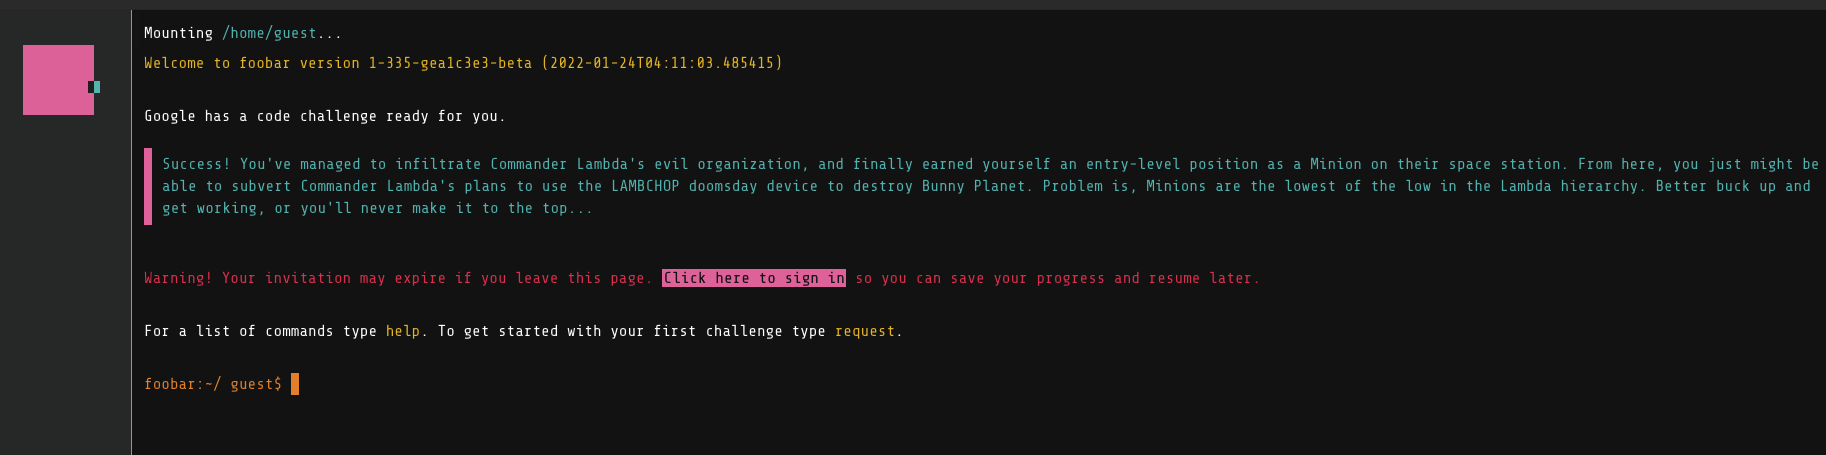 Mounting /home/guest...
Welcome to foobar version 1-335-gea1c3e3-beta (2022-01-24T04:11:03.485415)
Google has a code challenge ready for you.
Success! You've managed to infiltrate Commander Lambda's evil organization, and finally earned yourself an entry-level position as a Minion on their space station. From here, you just might be
able to subvert Commander Lambda's plans to use the LAMBCHOP doomsday device to destroy Bunny Planet. Problem is, Minions are the lowest of the low in the Lambda hierarchy. Better buck up and
get working, or you'll never make it to the top...
Warning! Your invitation may expire if you leave this page. Click here to sign in so you can save your progress and resume later.
For a list of commands type help. To get started with your first challenge type request.
foobar:~/ guest$